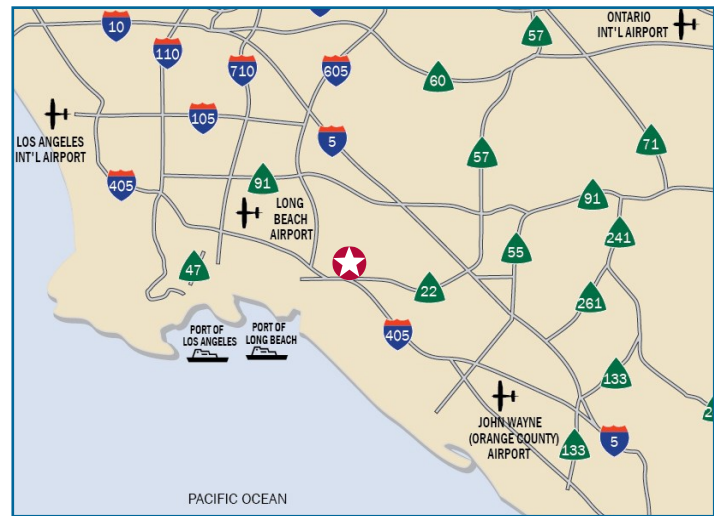 10
110
710
605
57
ONTARIO
INT'L AIRPORT
60
LOS ANGELES
INT'L AIRPORT
105
5
57
71
405
91
LONG
BEACH
AIRPORT
91
55
241
47
22
261
PORT OF
LOS ANGELES
PORT OF
LONG BEACH
405
133
JOHN WAYNE
(ORANGE COUNTY)
AIRPORT
133
5
2
PACIFIC OCEAN